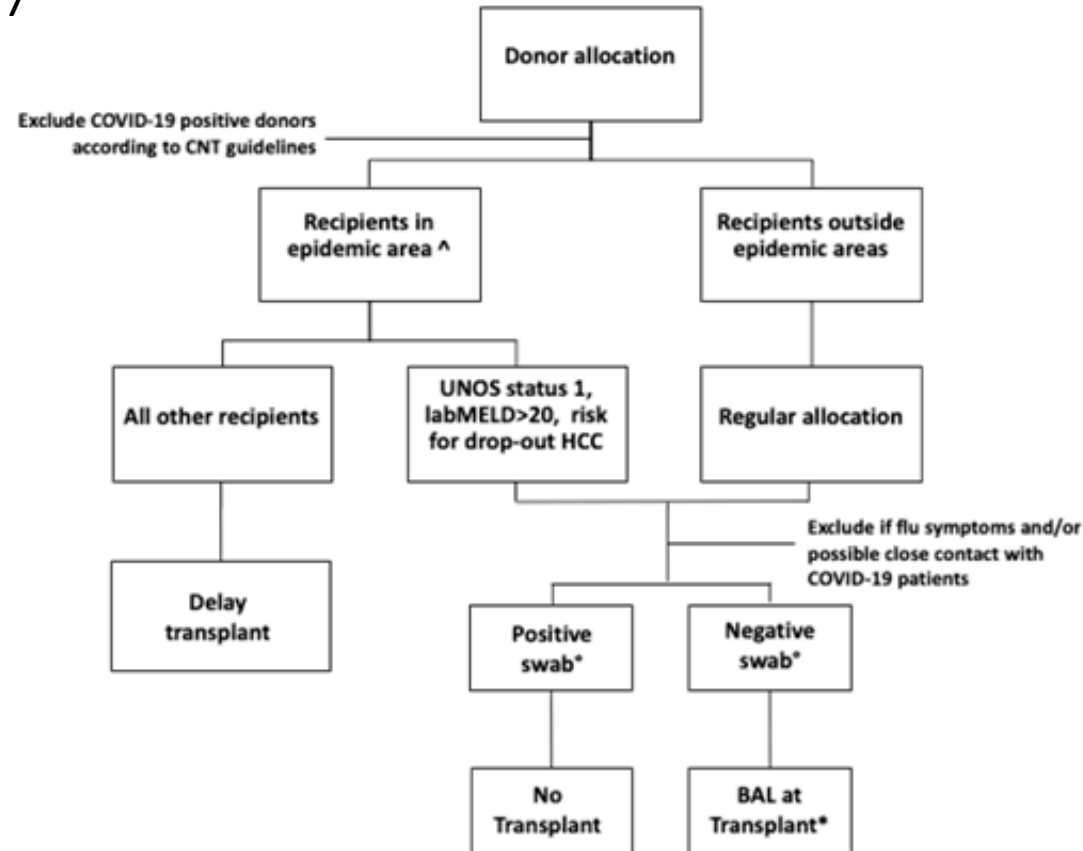 Donor allocation
Exclude COVID-19 positive donors
according to CNT guidelines
Recipients in
epidemic area ^
Recipients outside
epidemic areas
All other recipients
UNOS status 1,
labMELD>20, risk
for drop-out HCC
Regular allocation
Exclude if flu symptoms and/or
possible close contact with
COVID-19 patients
Delay
transplant
Positive
swab°
Negative
swab°
No
Transplant
BAL at
Transplant*